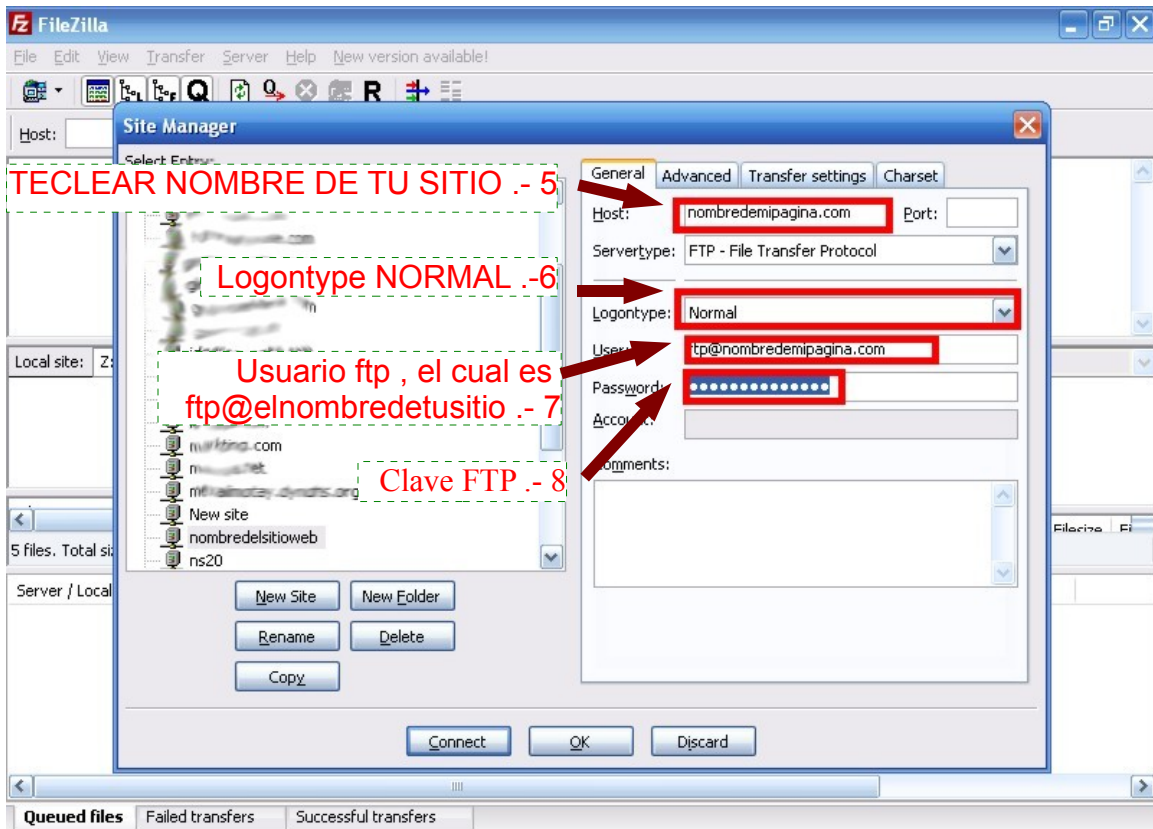 FileZilla
File Edit View Transfer Server Help New version available!
Host:
Site Manager
Select Entry:
TECLEAR NOMBRE DE TU SITIO .- 5
Logontype NORMAL .-6
Usuario ftp , el cual es
ftp@elnombredetusitio .- 7
Clave FTP .- 8
.com
New site
nombredelsitioweb
ns20
New Site New Folder
Rename Delete
Copy
General Advanced Transfer settings Charset
Host: nombredemipagina.com Port:
Servertype: FTP - File Transfer Protocol
Logontype: Normal
User: ftp@nombredemipagina.com
Password: ••••••••••••••
Account:
Comments:
Connect OK Discard
Local site: Z:
Filesize
5 files. Total
Server / Local
Queued files Failed transfers Successful transfers